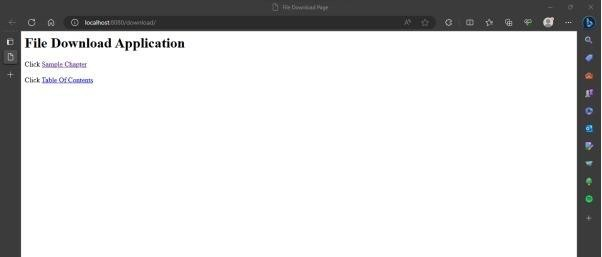 File Download Page
localhost:8080/download/
File Download Application
Click Sample Chapter
Click Table Of Contents